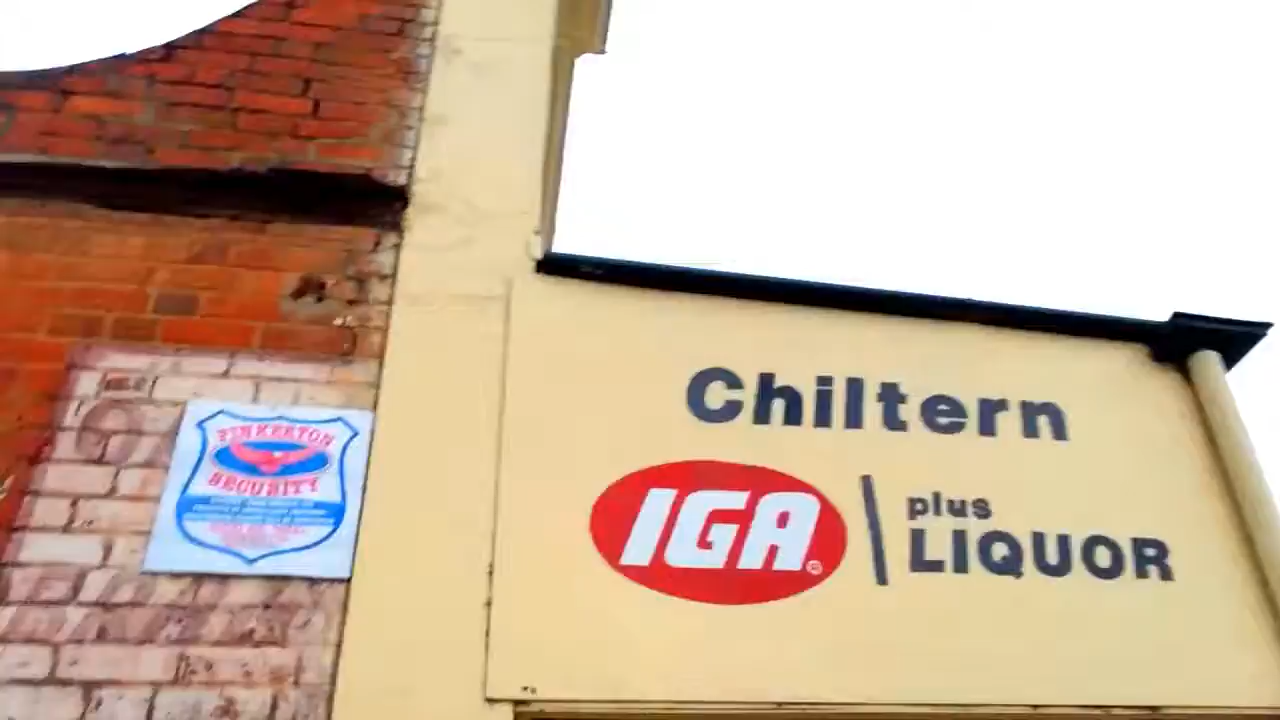 PINKERTON
SECURITY
Chiltern
IGA
plus
LIQUOR